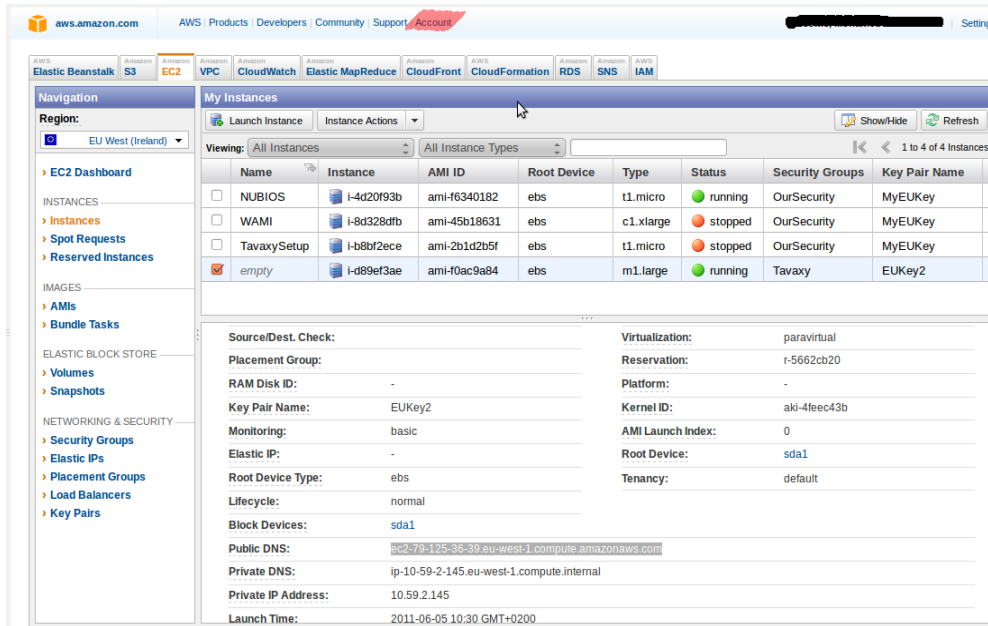 aws.amazon.com AWS | Products | Developers | Community | Support | Account | Setting
AWS Amazon Amazon Amazon Amazon Amazon Amazon AWS Amazon Amazon AWS
Elastic Beanstalk S3 EC2 VPC CloudWatch Elastic MapReduce CloudFront CloudFormation RDS SNS IAM
Navigation
Region:
EU West (Ireland)
› EC2 Dashboard
INSTANCES
› Instances
› Spot Requests
› Reserved Instances
IMAGES
› AMIs
› Bundle Tasks
ELASTIC BLOCK STORE
› Volumes
› Snapshots
NETWORKING & SECURITY
› Security Groups
› Elastic IPs
› Placement Groups
› Load Balancers
› Key Pairs
My Instances
Launch Instance Instance Actions Show/Hide Refresh
Viewing: All Instances All Instance Types 1 to 4 of 4 Instances
Name Instance AMI ID Root Device Type Status Security Groups Key Pair Name
NUBIOS i-4d20f93b ami-f6340182 ebs t1.micro running OurSecurity MyEUKey
WAMI i-8d328dfb ami-45b18631 ebs c1.xlarge stopped OurSecurity MyEUKey
TavaxySetup i-b8bf2ece ami-2b1d2b5f ebs t1.micro stopped OurSecurity MyEUKey
empty i-d89ef3ae ami-f0ac9a84 ebs m1.large running Tavaxy EUKey2
Source/Dest. Check: Virtualization: paravirtual
Placement Group: Reservation: r-5662cb20
RAM Disk ID: - Platform: -
Key Pair Name: EUKey2 Kernel ID: aki-4feec43b
Monitoring: basic AMI Launch Index: 0
Elastic IP: - Root Device: sda1
Root Device Type: ebs Tenancy: default
Lifecycle: normal
Block Devices: sda1
Public DNS: ec2-79-125-36-39.eu-west-1.compute.amazonaws.com
Private DNS: ip-10-59-2-145.eu-west-1.compute.internal
Private IP Address: 10.59.2.145
Launch Time: 2011-06-05 10:30 GMT+0200